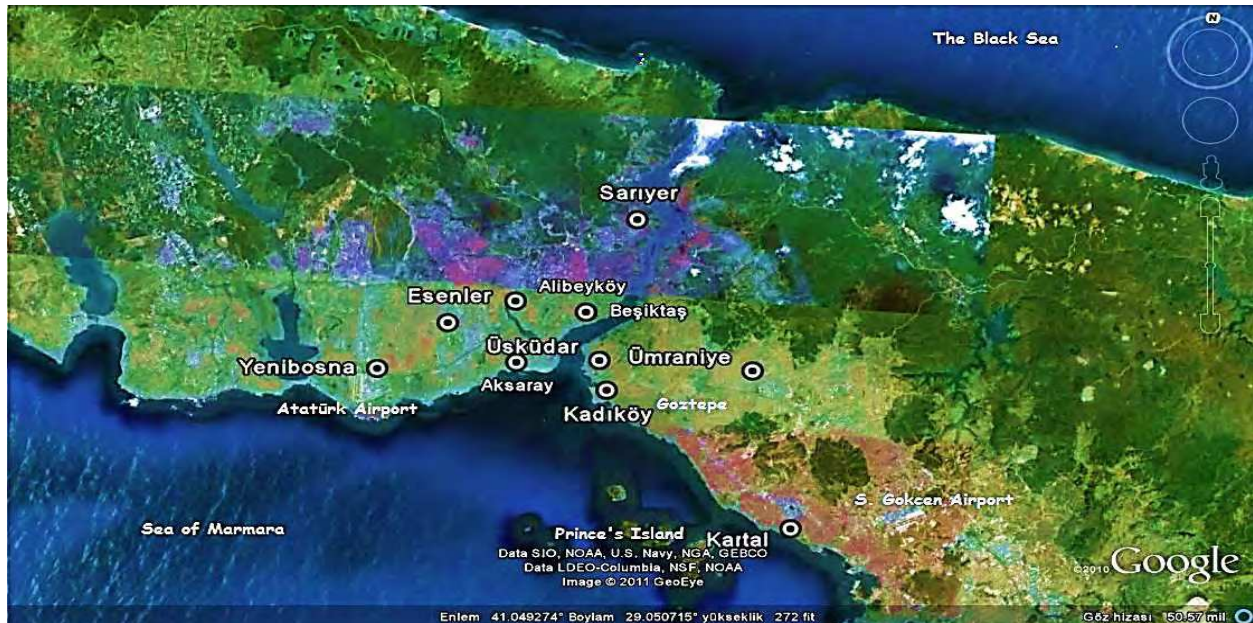 N
The Black Sea
Sarıyer
Esenler
Alibeyköy
Beşiktaş
Üsküdar
Ümraniye
Yenibosna
Aksaray
Atatürk Airport
Kadıköy
Goztepe
S. Gokcen Airport
Sea of Marmara
Prince's Island
Kartal
Data SIO, NOAA, U.S. Navy, NGA, GEBCO
Data LDEO-Columbia, NSF, NOAA
Image © 2011 GeoEye
©2010 Google
Enlem 41.049274° Boylam 29.050715° yükseklik 272 fit
Göz hizası 50.57 mil